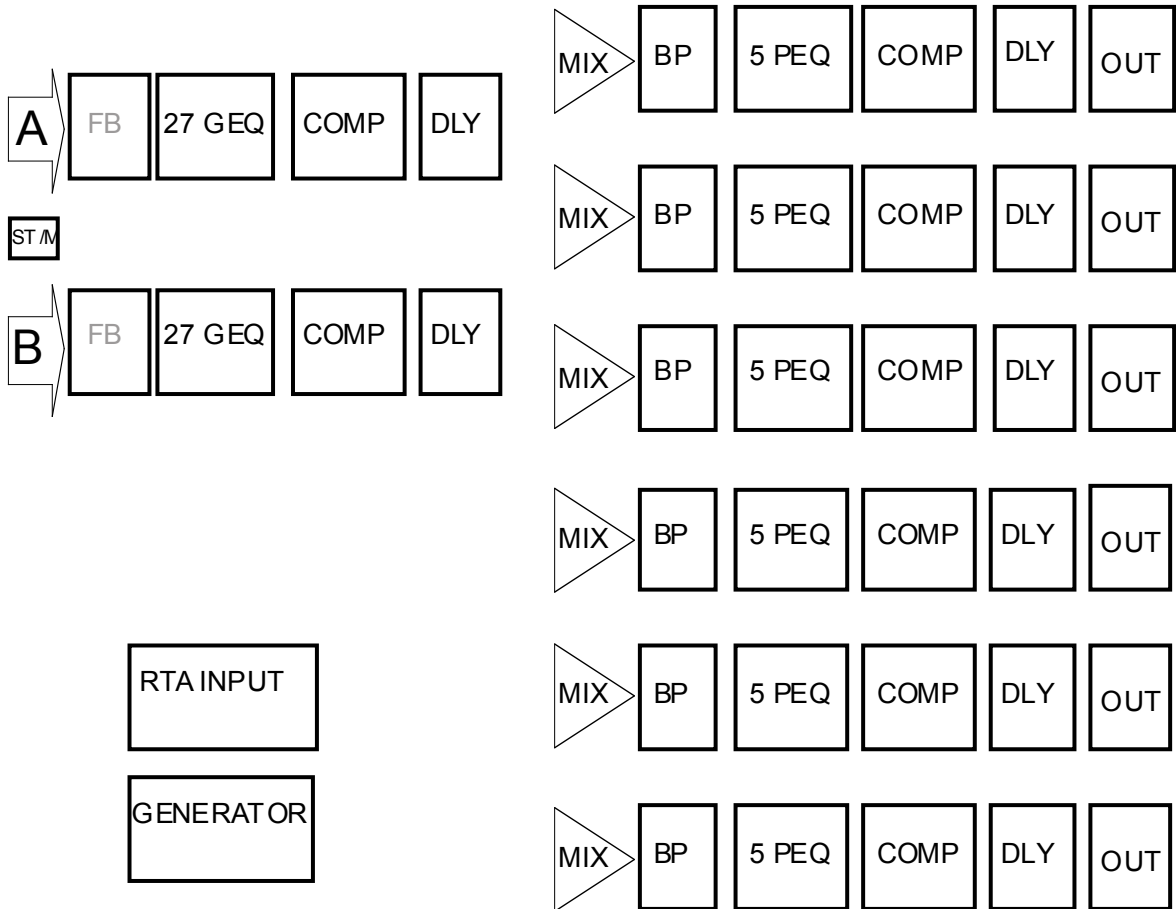 A
FB
27 GEQ
COMP
DLY
ST/M
B
FB
27 GEQ
COMP
DLY
RTA INPUT
GENERATOR
MIX
BP
5 PEQ
COMP
DLY
OUT
MIX
BP
5 PEQ
COMP
DLY
OUT
MIX
BP
5 PEQ
COMP
DLY
OUT
MIX
BP
5 PEQ
COMP
DLY
OUT
MIX
BP
5 PEQ
COMP
DLY
OUT
MIX
BP
5 PEQ
COMP
DLY
OUT